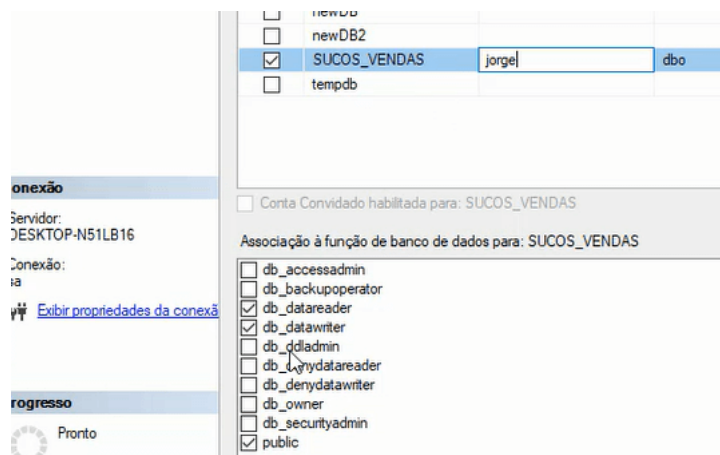 newDB
newDB2
SUCOS_VENDAS jorge dbo
tempdb
onexão
Servidor:
DESKTOP-N51LB16
Conexão:
sa
Exibir propriedades da conexã
rogresso
Pronto
Conta Convidado habilitada para: SUCOS_VENDAS
Associação à função de banco de dados para: SUCOS_VENDAS
db_accessadmin
db_backupoperator
db_datareader
db_datawriter
db_ddladmin
db_denydatareader
db_denydatawriter
db_owner
db_securityadmin
public